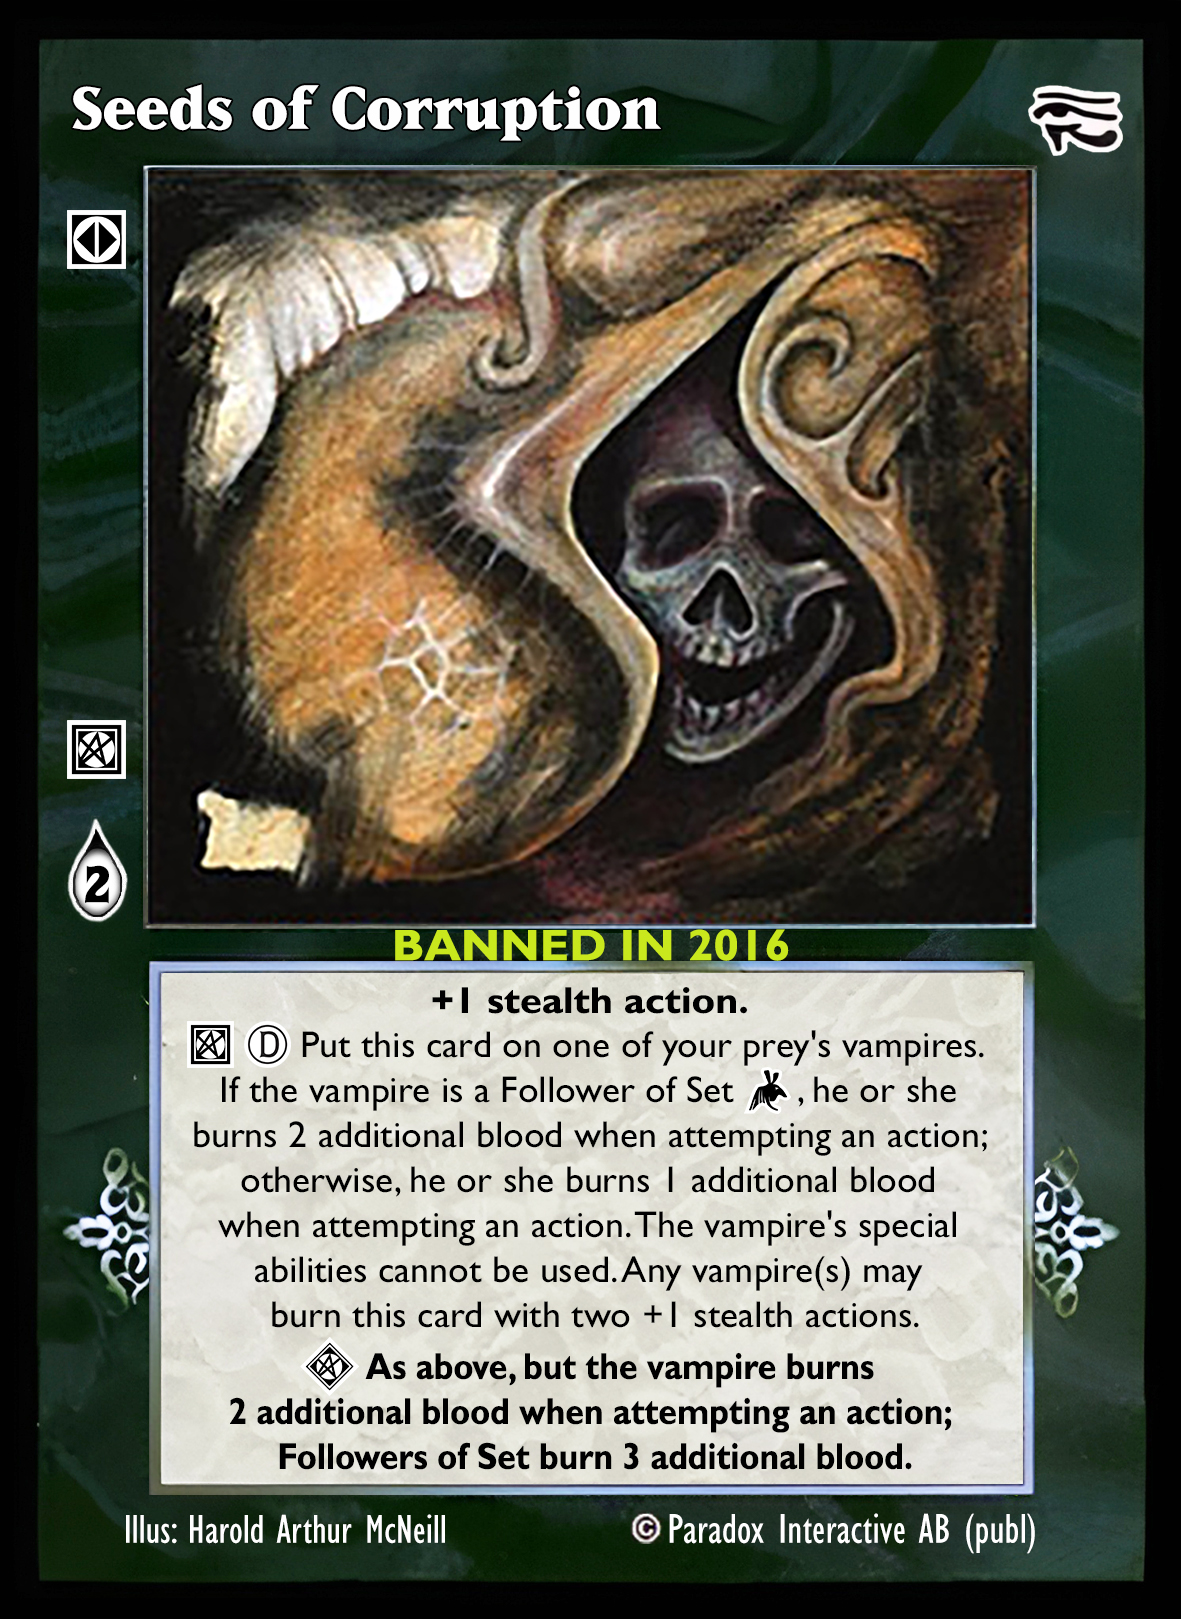 Seeds of Corruption
2
BANNED IN 2016
+1 stealth action.
D Put this card on one of your prey's vampires.
If the vampire is a Follower of Set , he or she
burns 2 additional blood when attempting an action;
otherwise, he or she burns 1 additional blood
when attempting an action. The vampire's special
abilities cannot be used. Any vampire(s) may
burn this card with two +1 stealth actions.
As above, but the vampire burns
2 additional blood when attempting an action;
Followers of Set burn 3 additional blood.
Illus: Harold Arthur McNeill
© Paradox Interactive AB (publ)